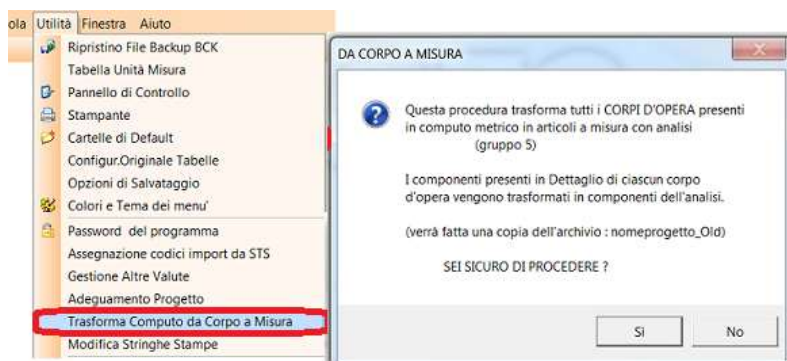 ola Utilità Finestra Aiuto
Ripristino File Backup BCK
Tabella Unità Misura
Pannello di Controllo
Stampante
Cartelle di Default
Configur.Originale Tabelle
Opzioni di Salvataggio
Colori e Tema dei menu'
Password del programma
Assegnazione codici import da STS
Gestione Altre Valute
Adeguamento Progetto
Trasforma Computo da Corpo a Misura
Modifica Stringhe Stampe
DA CORPO A MISURA
Questa procedura trasforma tutti i CORPI D'OPERA presenti
in computo metrico in articoli a misura con analisi
(gruppo 5)
I componenti presenti in Dettaglio di ciascun corpo
d'opera vengono trasformati in componenti dell'analisi.
(verrà fatta una copia dell'archivio : nomeprogetto_Old)
SEI SICURO DI PROCEDERE ?
Sì No